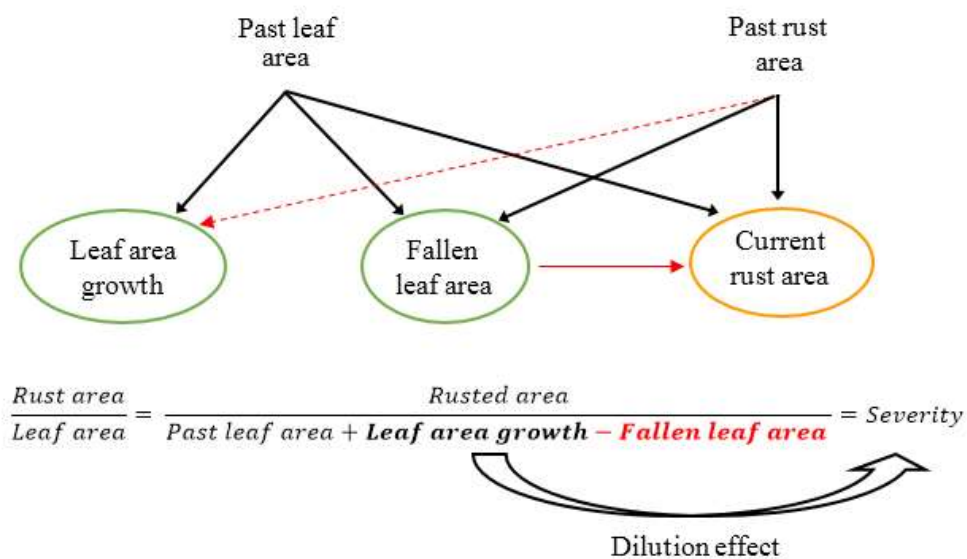 Past leaf
area
Past rust
area
Leaf area
growth
Fallen
leaf area
Current
rust area
Rust area / Leaf area = Rusted area / Past leaf area + Leaf area growth − Fallen leaf area = Severity
Dilution effect